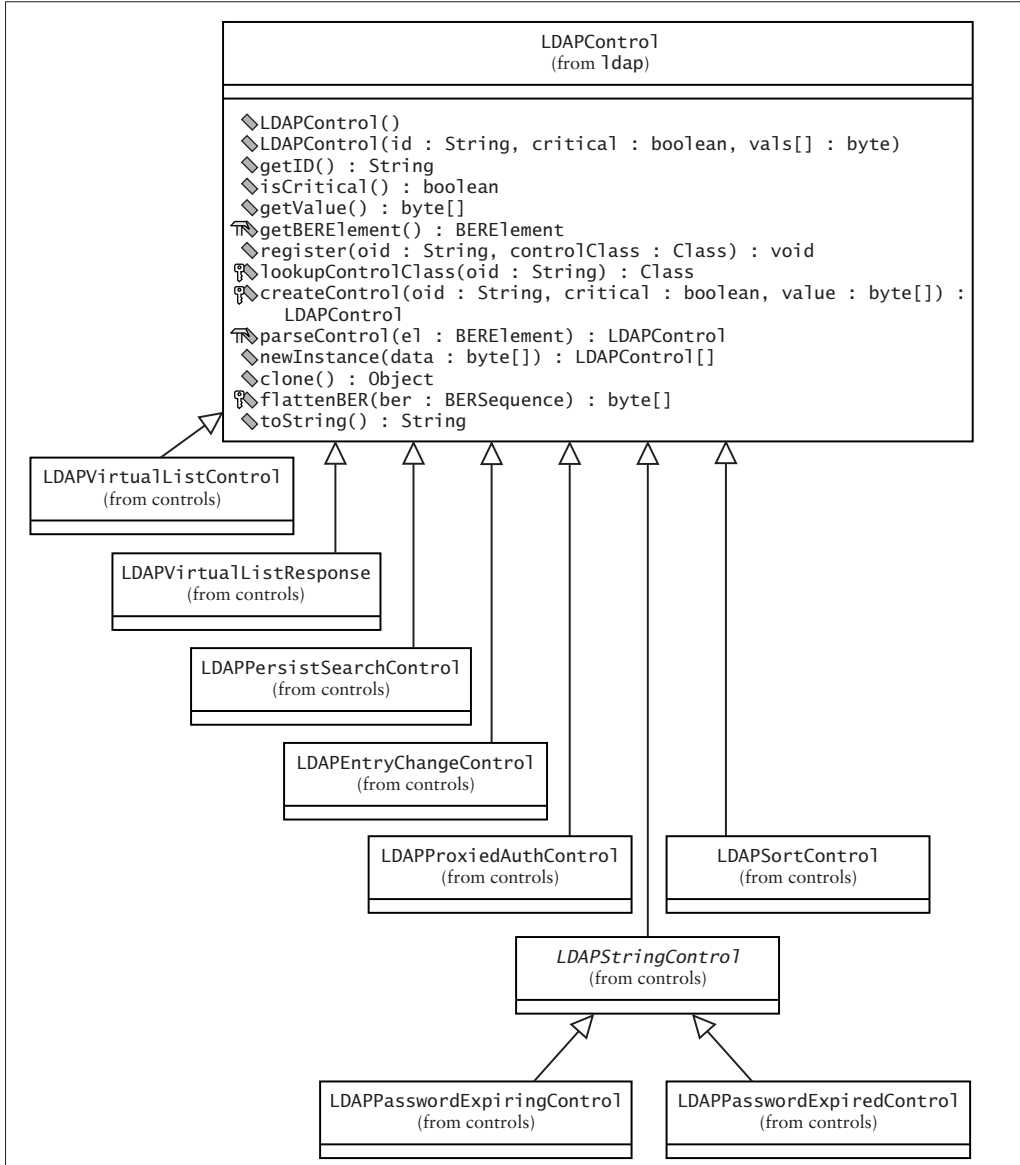 LDAPControl
(from ldap)
LDAPControl()
LDAPControl(id : String, critical : boolean, vals[] : byte)
getID() : String
isCritical() : boolean
getValue() : byte[]
getBERElement() : BERElement
register(oid : String, controlClass : Class) : void
lookupControlClass(oid : String) : Class
createControl(oid : String, critical : boolean, value : byte[]) :
LDAPControl
parseControl(el : BERElement) : LDAPControl
newInstance(data : byte[]) : LDAPControl[]
clone() : Object
flattenBER(ber : BERSequence) : byte[]
toString() : String
LDAPVirtualListControl
(from controls)
LDAPVirtualListResponse
(from controls)
LDAPPersistSearchControl
(from controls)
LDAPEntryChangeControl
(from controls)
LDAPProxiedAuthControl
(from controls)
LDAPSortControl
(from controls)
LDAPStringControl
(from controls)
LDAPPasswordExpiringControl
(from controls)
LDAPPasswordExpiredControl
(from controls)